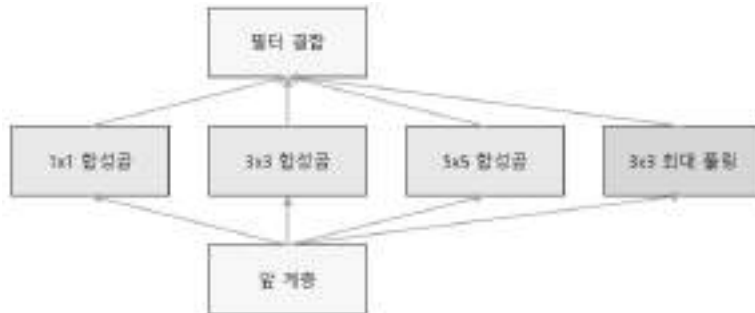 필터 결합
1x1 합성곱
3x3 합성곱
5x5 합성곱
3x3 최대 풀링
앞 계층